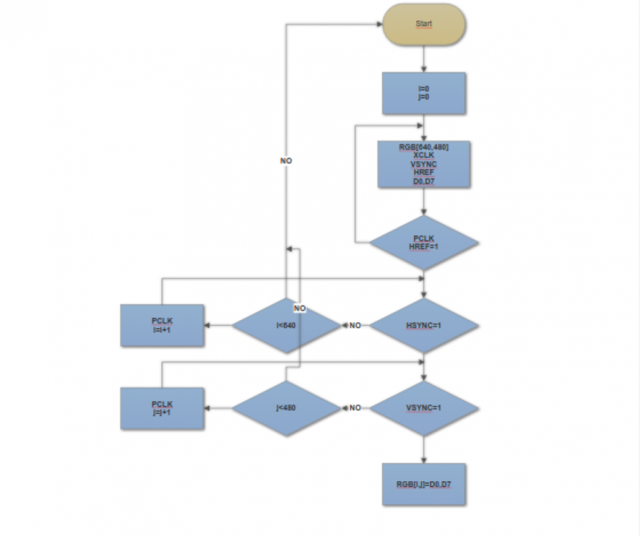 Start
i=0
j=0
RGB[640,480]
XCLK
VSYNC
HREF
D0,D7
NO
PCLK
HREF=1
NO
PCLK
i=i+1
i<640
NO
HSYNC=1
PCLK
j=j+1
j<480
NO
VSYNC=1
RGB[i,j]=D0,D7